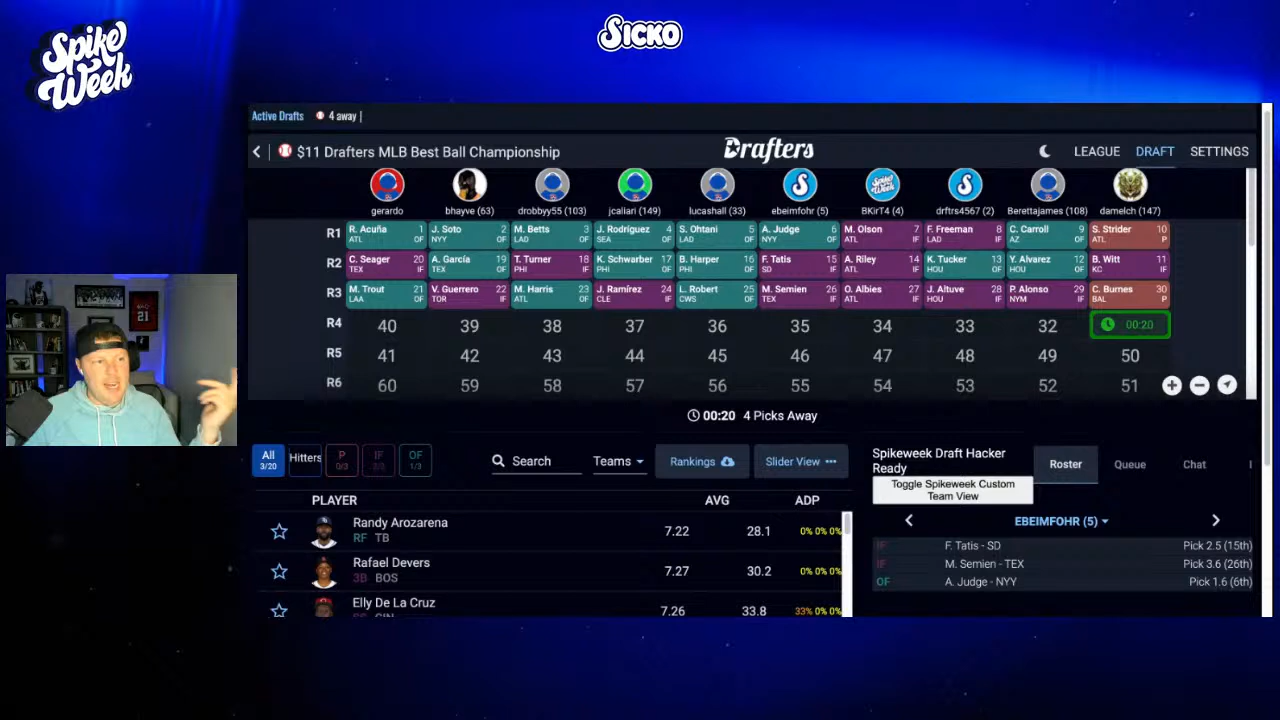 Spike
Week
SICKO
Active Drafts 4 away |
$11 Drafters MLB Best Ball Championship
Drafters
LEAGUE DRAFT SETTINGS
gerardo bhayve (63) drobby55 (103) jcaliari (149) lucashall (33) ebeimfohr (5) BKirT4 (4) drftrs4567 (2) Berettajames (108) damelch (147)
R1 R. Acuña 1 J. Soto 2 M. Betts 3 J. Rodríguez 4 S. Ohtani 5 A. Judge 6 M. Olson 7 F. Freeman 8 C. Carroll 9 S. Strider 10
ATL OF NYY OF LAD OF SEA OF LAD OF NYY OF ATL IF LAD IF AZ OF ATL P
R2 C. Seager 20 A. García 19 T. Turner 18 K. Schwarber 17 B. Harper 16 F. Tatis 15 A. Riley 14 K. Tucker 13 Y. Alvarez 12 B. Witt 11
TEX IF TEX OF PHI IF PHI OF PHI OF SD IF ATL IF HOU OF HOU OF KC IF
R3 M. Trout 21 V. Guerrero 22 M. Harris 23 J. Ramírez 24 L. Robert 25 M. Semien 26 O. Albies 27 J. Altuve 28 P. Alonso 29 C. Burnes 30
LAA OF TOR IF ATL OF CLE IF CWS OF TEX IF ATL IF HOU IF NYM IF BAL P
R4 40 39 38 37 36 35 34 33 32 00:20
R5 41 42 43 44 45 46 47 48 49 50
R6 60 59 58 57 56 55 54 53 52 51
00:20 4 Picks Away
All Hitters P IF OF
3/20 0/3 2/3 1/3
Search Teams Rankings Slider View
PLAYER AVG ADP
Randy Arozarena
RF TB 7.22 28.1 0% 0% 0%
Rafael Devers
3B BOS 7.27 30.2 0% 0% 0%
Elly De La Cruz
7.26 33.8 33% 0% 0%
Spikeweek Draft Hacker
Ready
Toggle Spikeweek Custom
Team View
Roster Queue Chat
EBEIMFOHR (5)
IF F. Tatis - SD Pick 2.5 (15th)
IF M. Semien - TEX Pick 3.6 (26th)
OF A. Judge - NYY Pick 1.6 (6th)